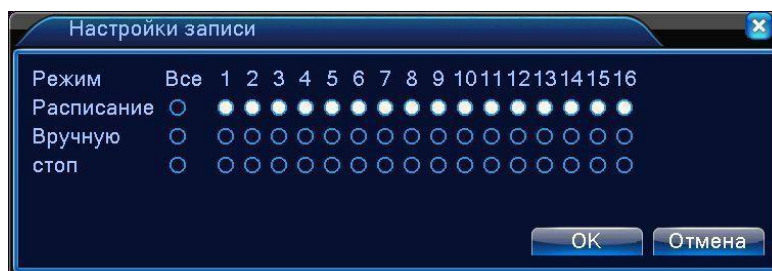 Настройки записи
Режим Все 1 2 3 4 5 6 7 8 9 10 11 12 13 14 15 16
Расписание
Вручную
стоп
OK Отмена